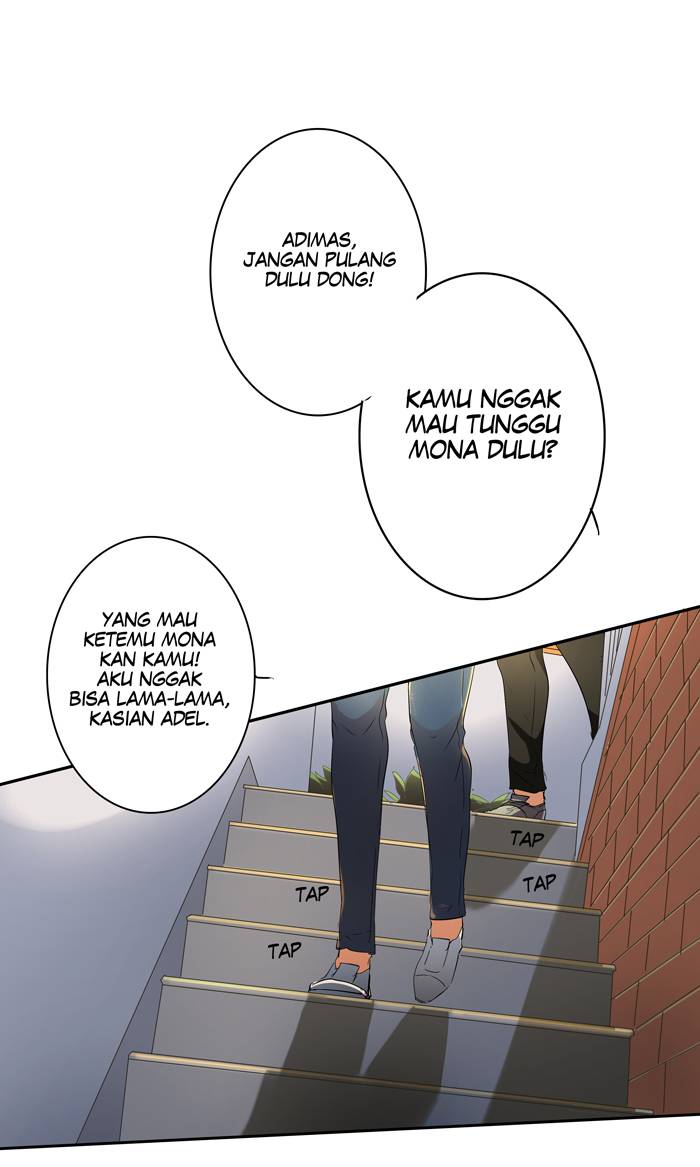 ADIMAS,
JANGAN PULANG
DULU DONG!
KAMU NGGAK
MAU TUNGGU
MONA DULU?
YANG MAU
KETEMU MONA
KAN KAMU!
AKU NGGAK
BISA LAMA-LAMA,
KASIAN ADEL.
TAP
TAP
TAP
TAP